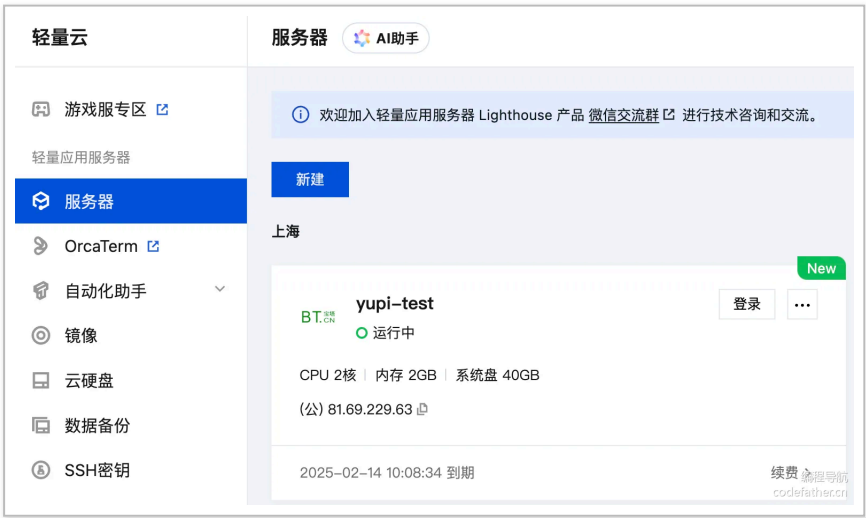 轻量云
服务器 AI助手
游戏服专区
轻量应用服务器
服务器
OrcaTerm
自动化助手
镜像
云硬盘
数据备份
SSH密钥
欢迎加入轻量应用服务器 Lighthouse 产品 微信交流群 进行技术咨询和交流。
新建
上海
New
BT.宝塔.CN
yupi-test
登录 ...
运行中
CPU 2核 内存 2GB 系统盘 40GB
(公) 81.69.229.63
2025-02-14 10:08:34 到期
续费
编程导航
codefather.cn